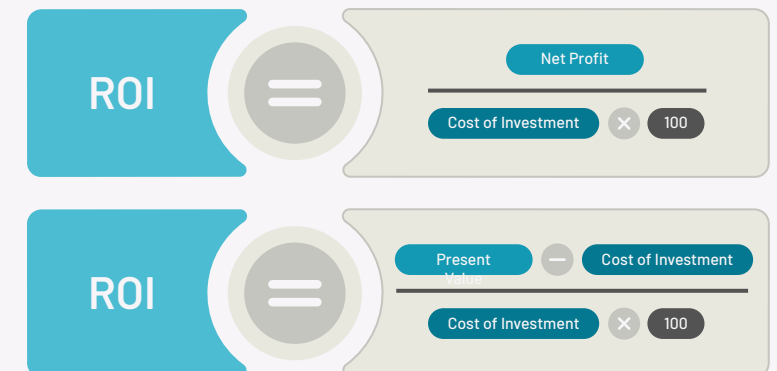 ROI
=
Net Profit
Cost of Investment × 100
ROI
=
Present
Value
− Cost of Investment
Cost of Investment × 100